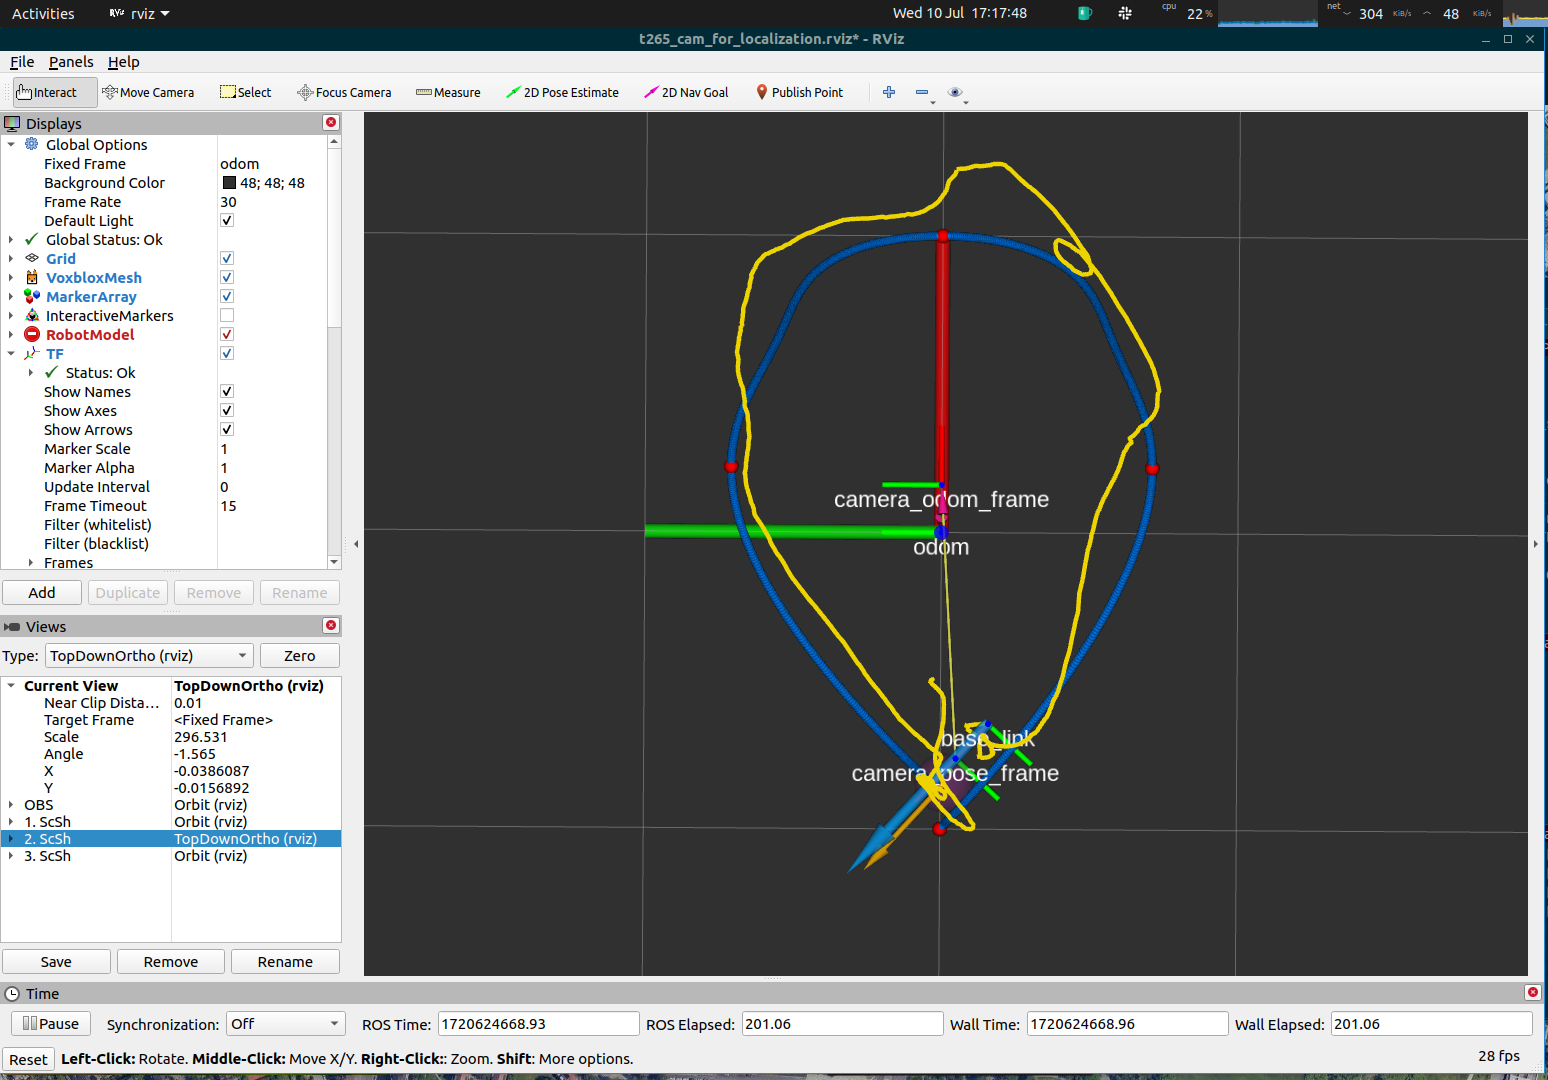 Activities rviz Wed 10 Jul 17:17:48 cpu 22% net 304 KiB/s 48 KiB/s
t265_cam_for_localization.rviz* - RViz
File Panels Help
Interact Move Camera Select Focus Camera Measure 2D Pose Estimate 2D Nav Goal Publish Point
Displays
Global Options
Fixed Frame odom
Background Color 48; 48; 48
Frame Rate 30
Default Light
Global Status: Ok
Grid
VoxbloxMesh
MarkerArray
InteractiveMarkers
RobotModel
TF
Status: Ok
Show Names
Show Axes
Show Arrows
Marker Scale 1
Marker Alpha 1
Update Interval 0
Frame Timeout 15
Filter (whitelist)
Filter (blacklist)
Frames
Add Duplicate Remove Rename
Views
Type: TopDownOrtho (rviz) Zero
Current View TopDownOrtho (rviz)
Near Clip Dista... 0.01
Target Frame <Fixed Frame>
Scale 296.531
Angle -1.565
X -0.0386087
Y -0.0156892
OBS Orbit (rviz)
1. ScSh Orbit (rviz)
2. ScSh TopDownOrtho (rviz)
3. ScSh Orbit (rviz)
Save Remove Rename
camera_odom_frame
odom
base_link
camera_pose_frame
Time
Pause Synchronization: Off ROS Time: 1720624668.93 ROS Elapsed: 201.06 Wall Time: 1720624668.96 Wall Elapsed: 201.06
Reset Left-Click: Rotate. Middle-Click: Move X/Y. Right-Click:: Zoom. Shift: More options. 28 fps